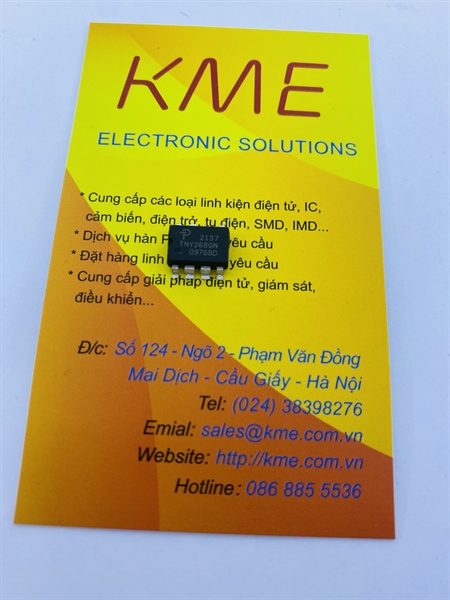 KME
ELECTRONIC SOLUTIONS
* Cung cấp các loại linh kiện điện tử, IC,
cảm biến, điện trở, tụ điện, SMD, IMD...
* Dịch vụ hàn yêu cầu
* Đặt hàng linh yêu cầu
* Cung cấp giải pháp điện tử, giám sát,
điều khiển...
2137
TNY268GN
09768D
Đ/c: Số 124 - Ngõ 2 - Phạm Văn Đồng
Mai Dịch - Cầu Giấy - Hà Nội
Tel: (024) 38398276
Emial: sales@kme.com.vn
Website: http://kme.com.vn
Hotline: 086 885 5536